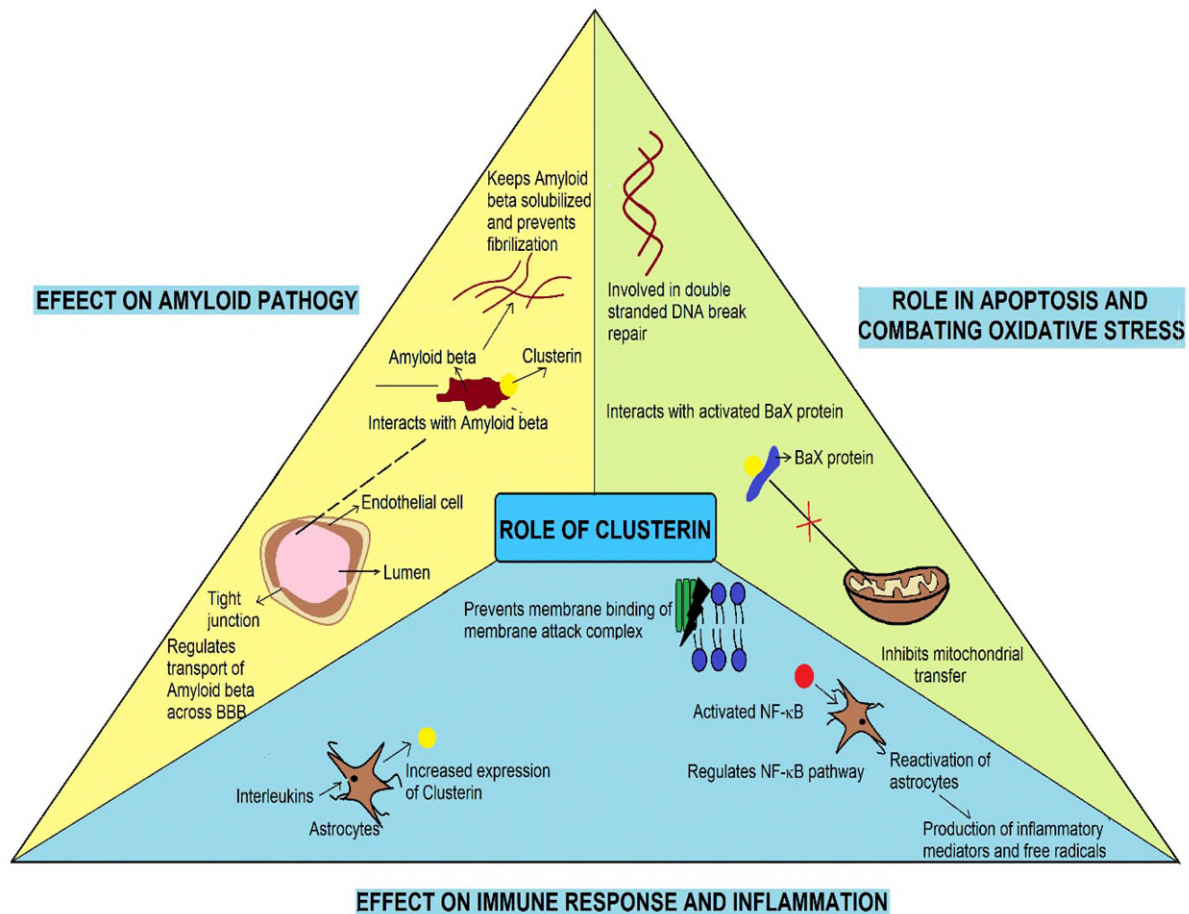 Keeps Amyloid
beta solubilized
and prevents
fibrilization
EFEECT ON AMYLOID PATHOGY
Amyloid beta
Clusterin
Interacts with Amyloid beta
Endothelial cell
Lumen
Tight
junction
Regulates
transport of
Amyloid beta
across BBB
Involved in double
stranded DNA break
repair
ROLE IN APOPTOSIS AND
COMBATING OXIDATIVE STRESS
Interacts with activated BaX protein
BaX protein
Inhibits mitochondrial
transfer
ROLE OF CLUSTERIN
Prevents membrane binding of
membrane attack complex
Activated NF-κB
Regulates NF-κB pathway
Reactivation of
astrocytes
Production of inflammatory
mediators and free radicals
Interleukins
Increased expression
of Clusterin
Astrocytes
EFFECT ON IMMUNE RESPONSE AND INFLAMMATION